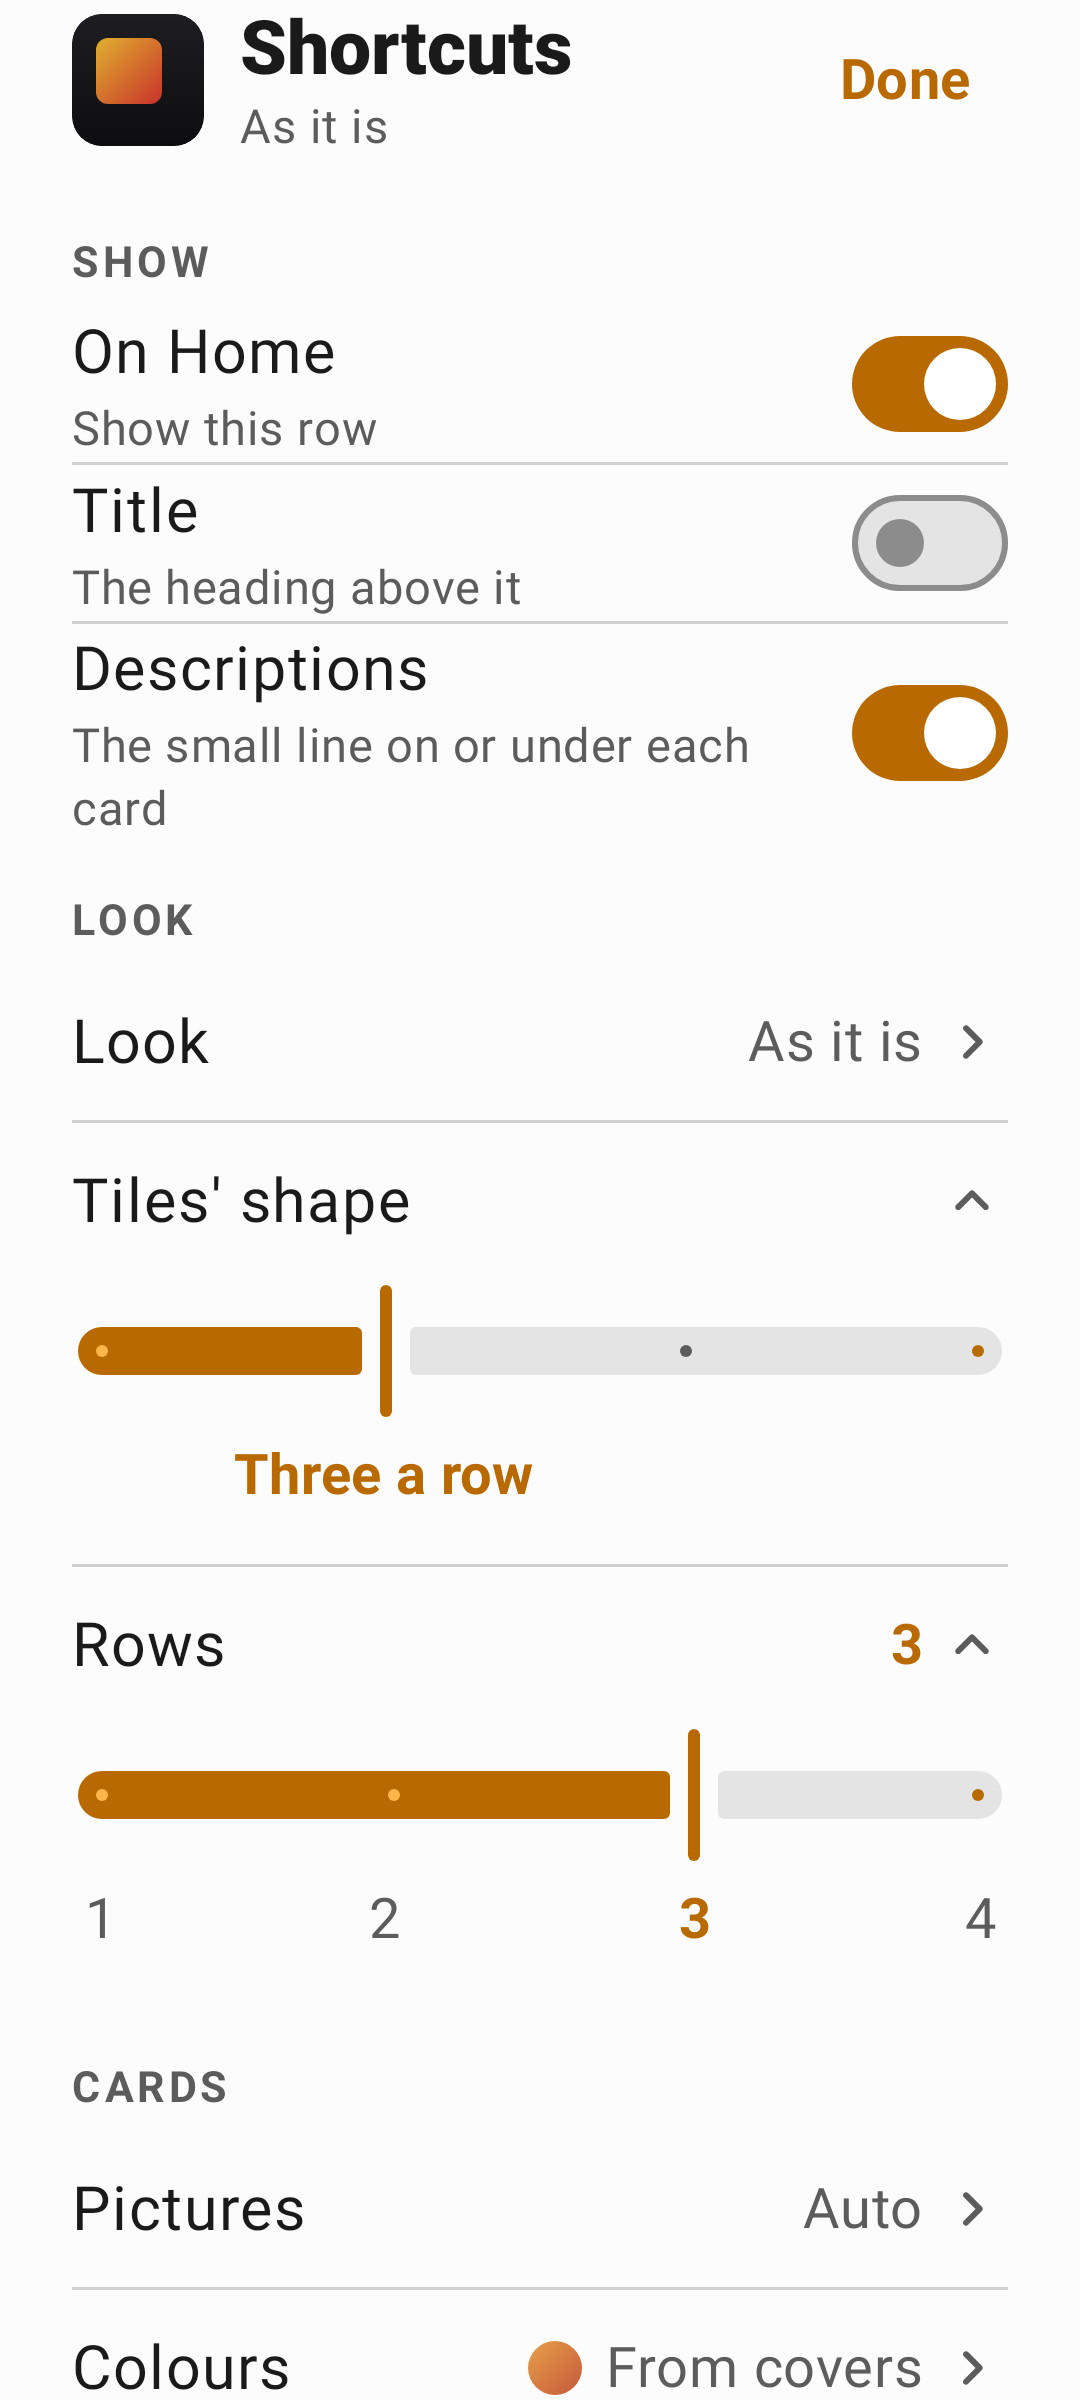 Shortcuts
Done
As it is
SHOW
On Home
Show this row
Title
The heading above it
Descriptions
The small line on or under each
card
LOOK
Look
As it is
Tiles' shape
Three a row
Rows
3
1 2 3 4
CARDS
Pictures
Auto
Colours
From covers